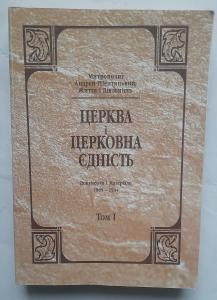 Митрополит
Андрей Шептицький:
Життя і Діяльність
ЦЕРКВА
і
ЦЕРКОВНА
ЄДНІСТЬ
Документи і матеріали
1899 – 1944
Том I